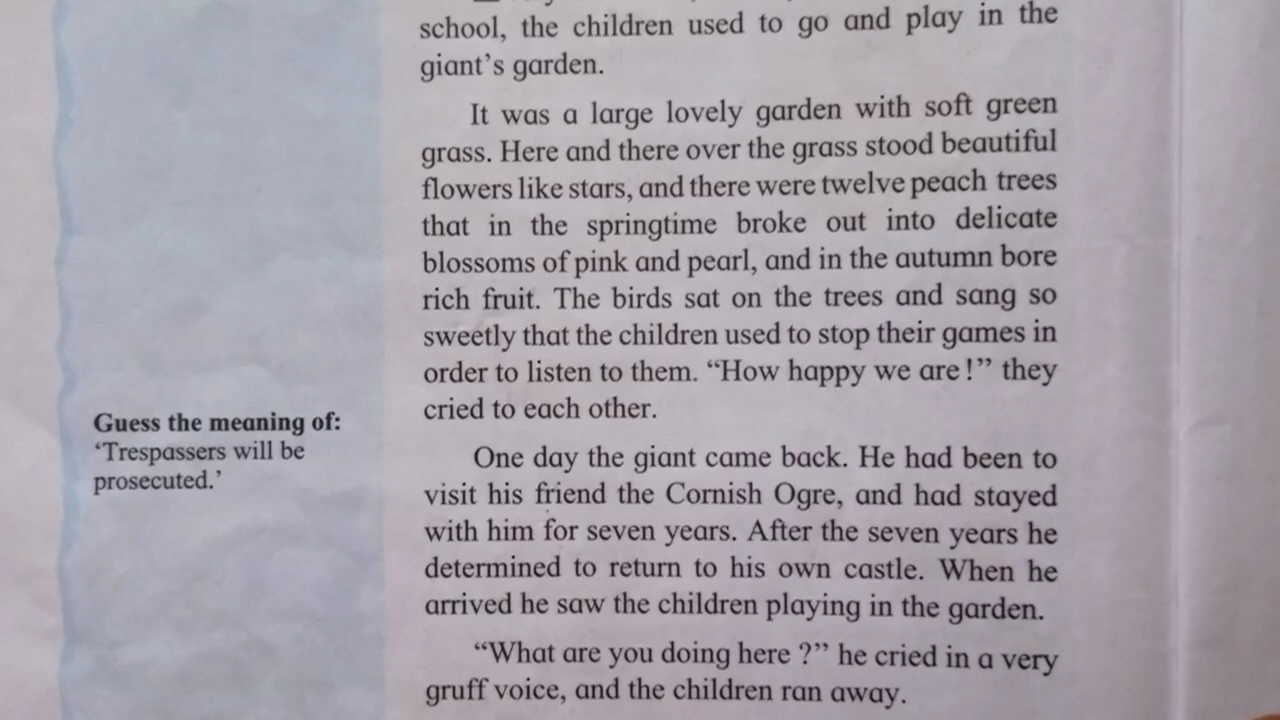 school, the children used to go and play in the
giant’s garden.
It was a large lovely garden with soft green
grass. Here and there over the grass stood beautiful
flowers like stars, and there were twelve peach trees
that in the springtime broke out into delicate
blossoms of pink and pearl, and in the autumn bore
rich fruit. The birds sat on the trees and sang so
sweetly that the children used to stop their games in
order to listen to them. “How happy we are!” they
cried to each other.
Guess the meaning of:
‘Trespassers will be
prosecuted.’
One day the giant came back. He had been to
visit his friend the Cornish Ogre, and had stayed
with him for seven years. After the seven years he
determined to return to his own castle. When he
arrived he saw the children playing in the garden.
“What are you doing here ?” he cried in a very
gruff voice, and the children ran away.